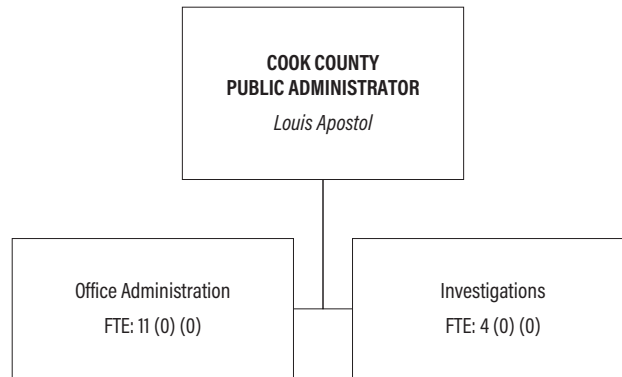 COOK COUNTY
PUBLIC ADMINISTRATOR
Louis Apostol
Office Administration
FTE: 11 (0) (0)
Investigations
FTE: 4 (0) (0)